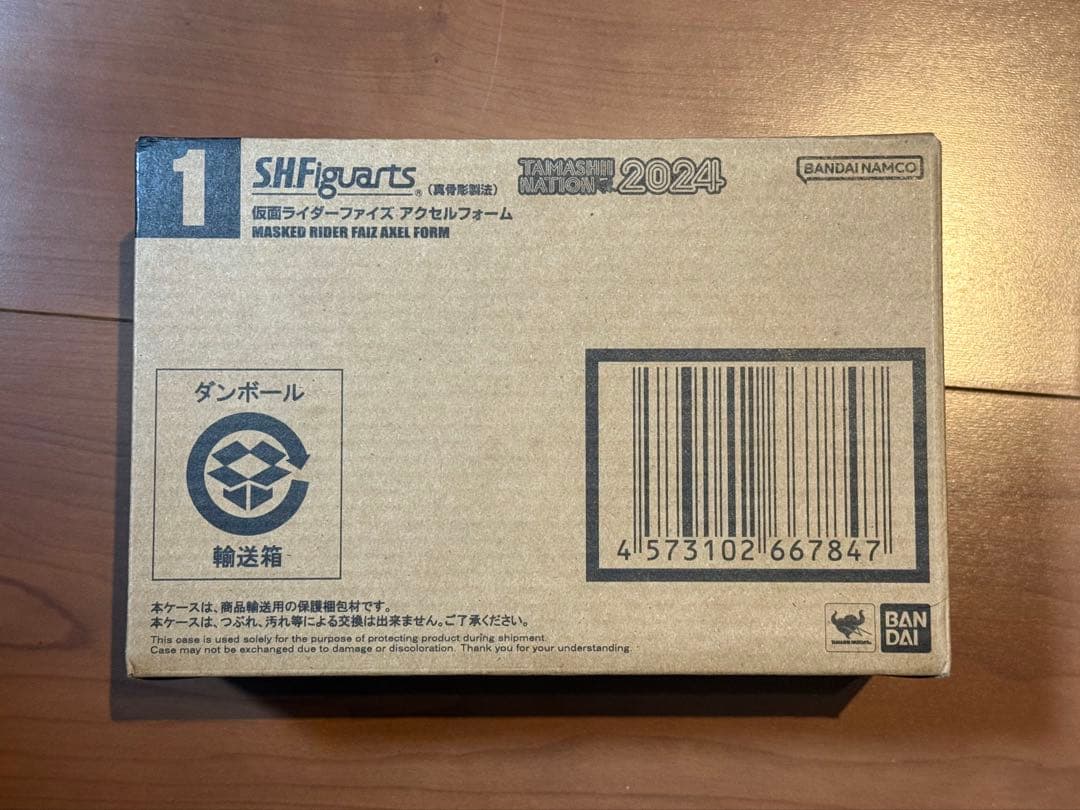 1
S.H.Figuarts® (真骨彫製法)
TAMASHII NATION 2024
BANDAI NAMCO
仮面ライダーファイズ アクセルフォーム
MASKED RIDER FAIZ AXEL FORM
ダンボール
輸送箱
4 573102 667847
本ケースは、商品輸送用の保護梱包材です。
本ケースは、つぶれ、汚れ等による交換は出来ません。ご了承ください。
This case is used solely for the purpose of protecting product during shipment.
Case may not be exchanged due to damage or discoloration. Thank you for your understanding.
TAMASHII NATIONS
BAN
DAI